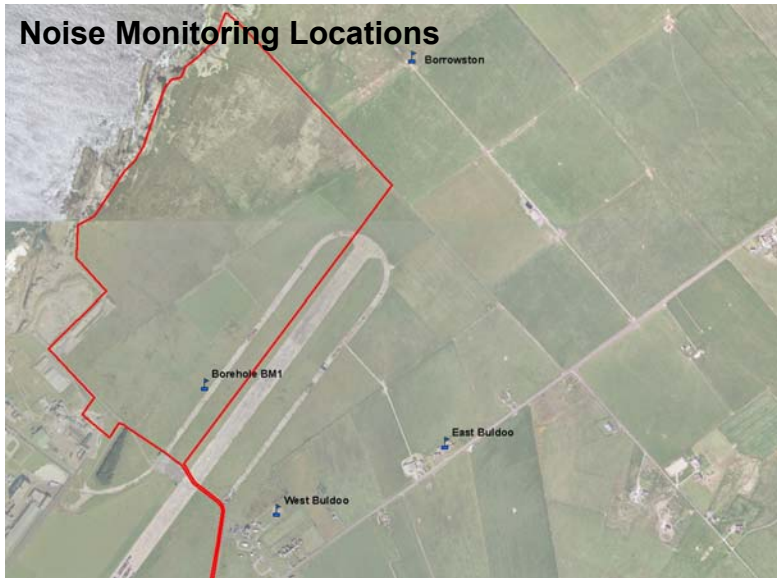 Noise Monitoring Locations
Borrowston
Borehole BM1
East Buldoo
West Buldoo